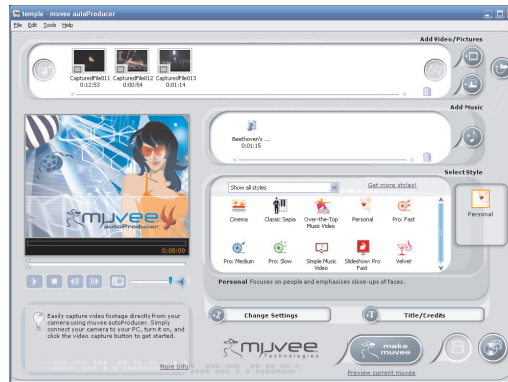 temple - muvee autoProducer
File Edit Tools Help
Add Video/Pictures
CapturedFile011 CapturedFile012 CapturedFile013
0:12:53 0:00:54 0:01:14
Add Music
Beethoven's ...
0:01:15
Select Style
Show all styles
Get more styles!
Cinema Classic Sepia Over-the-Top Music Video Personal Pro: Fast
Pro: Medium Pro: Slow Simple Music Video Slideshow: Pro Fast Velvet
Personal
Personal Focuses on people and emphasizes close-ups of faces.
muvee
autoProducer
0:00:00
Easily capture video footage directly from your
camera using muvee autoProducer. Simply
connect your camera to your PC, turn it on, and
click the video capture button to get started.
More Info
Change Settings
Title/Credits
muvee
Technologies
make
muvee
Preview current muvee